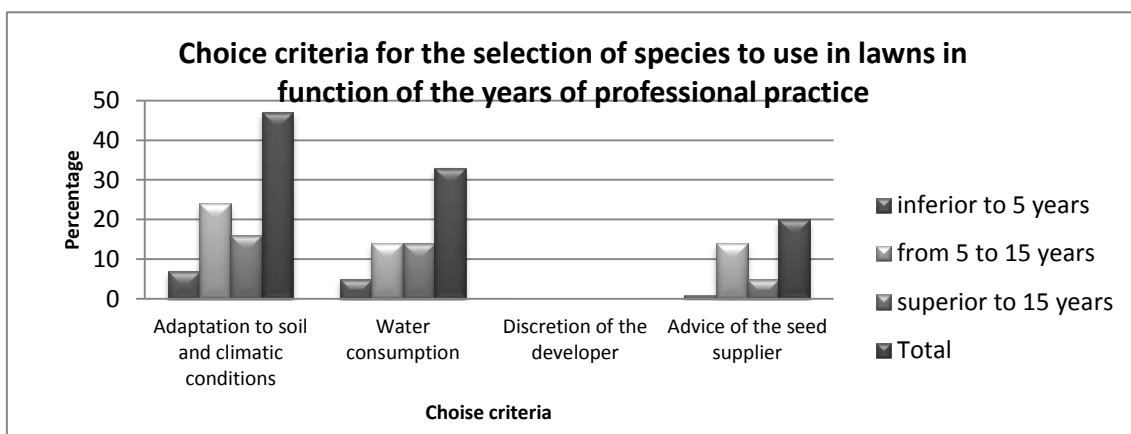 Choice criteria for the selection of species to use in lawns in
function of the years of professional practice
50
40
30
20
10
0
Percentage
Adaptation to soil
and climatic
conditions
Water
consumption
Discretion of the
developer
Advice of the seed
supplier
Choise criteria
inferior to 5 years
from 5 to 15 years
superior to 15 years
Total